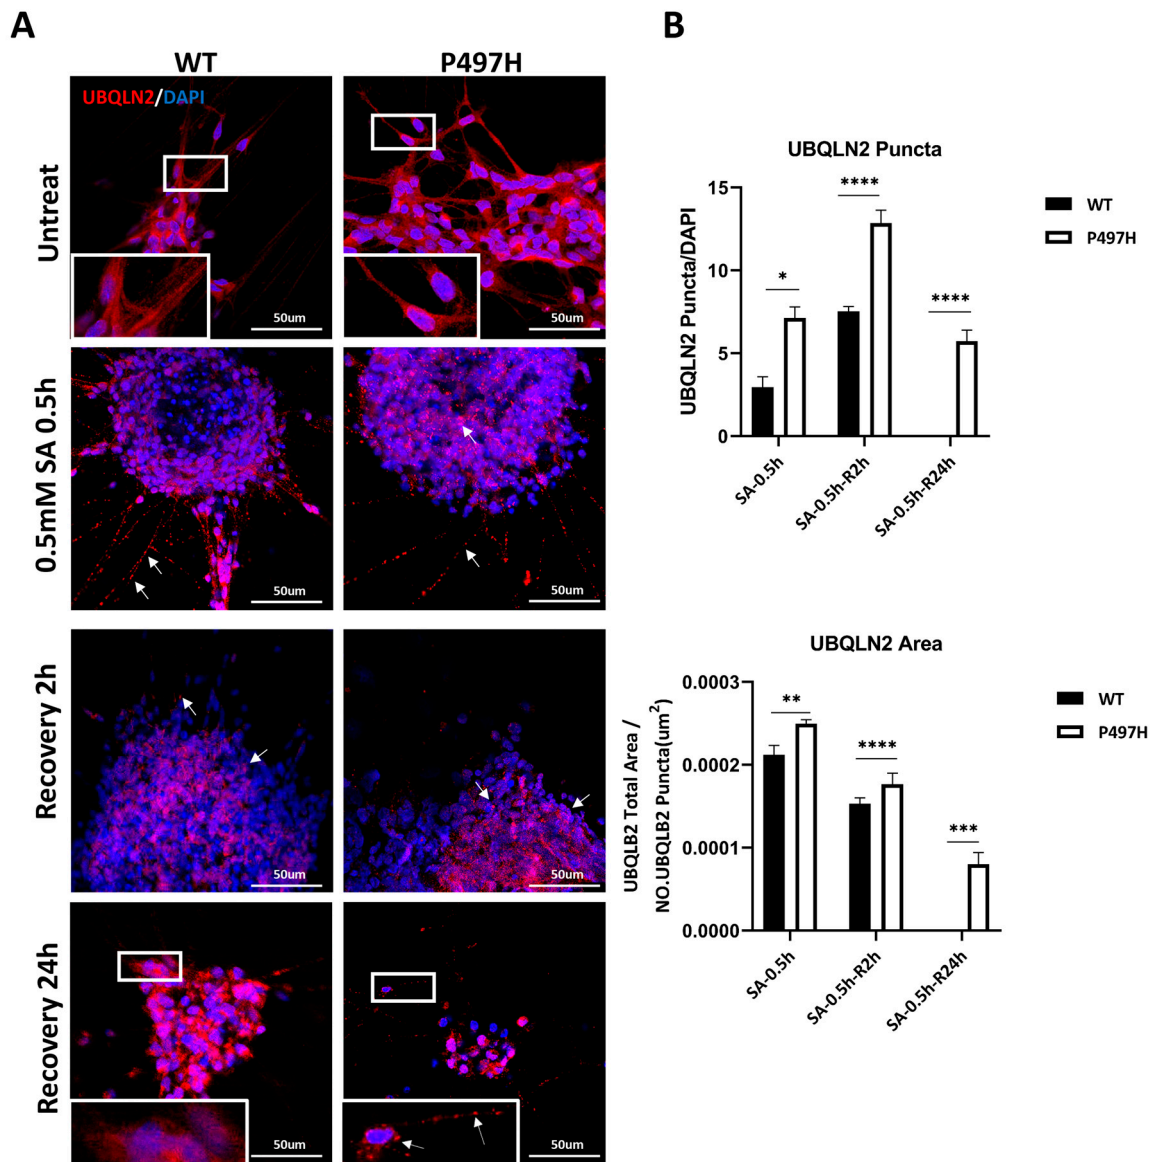 A
B
WT
P497H
UBQLN2/DAPI
Untreat
50um
50um
0.5mM SA 0.5h
50um
50um
Recovery 2h
50um
50um
Recovery 24h
50um
50um
UBQLN2 Puncta
UBQLN2 Puncta/DAPI
15
10
5
0
*
****
****
SA-0.5h
SA-0.5h-R2h
SA-0.5h-R24h
WT
P497H
UBQLN2 Area
UBQLB2 Total Area /
NO.UBQLB2 Puncta(um²)
0.0003
0.0002
0.0001
0.0000
**
****
***
SA-0.5h
SA-0.5h-R2h
SA-0.5h-R24h
WT
P497H